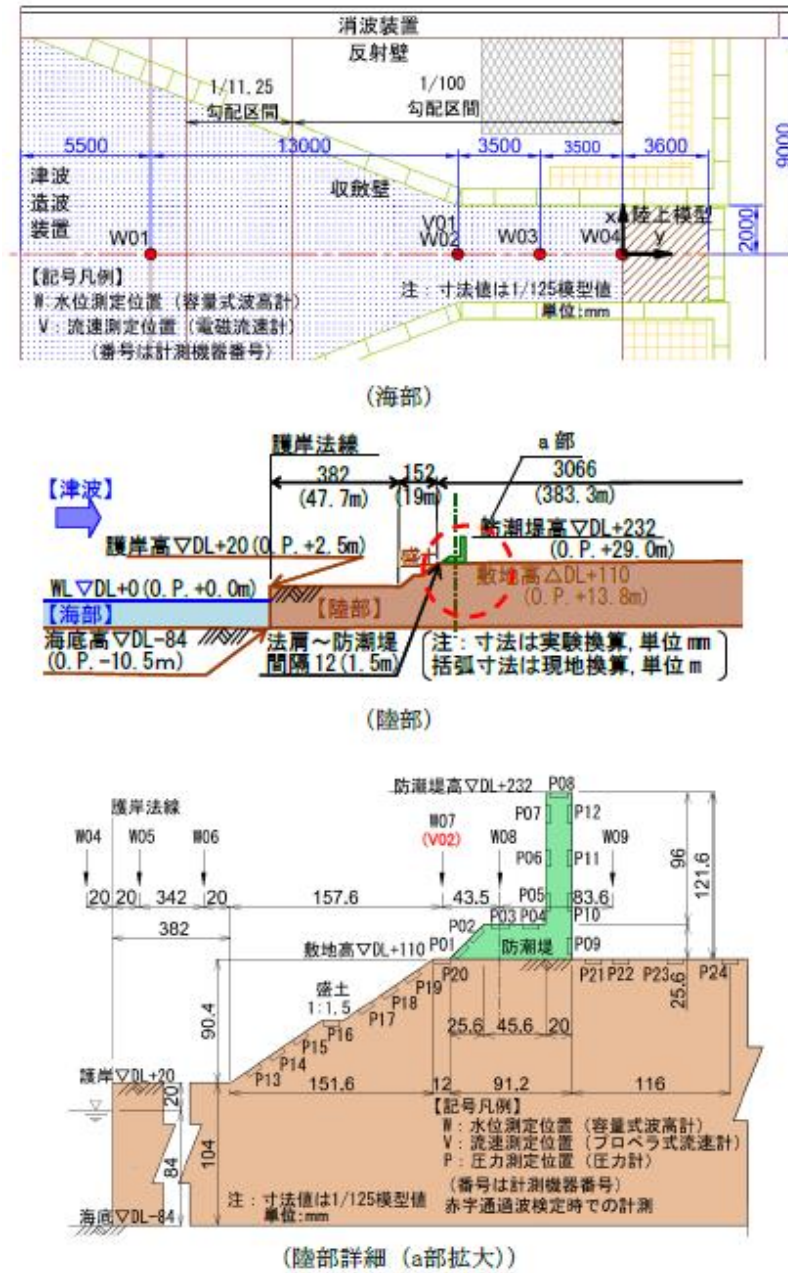 消波装置
反射壁
1/11.25
勾配区間
1/100
勾配区間
5500
13000
3500
3500
3600
9000
津波
造波
装置
収斂壁
W01
V01
W02
W03
W04
x
陸上模型
y
2000
【記号凡例】
W:水位測定位置(容量式波高計)
V:流速測定位置(電磁流速計)
(番号は計測機器番号)
注:寸法値は1/125模型値
単位:mm
(海部)
護岸法線
a部
382
(47.7m)
152
(19m)
3066
(383.3m)
【津波】
護岸高▽DL+20(O.P.+2.5m)
盛土
防潮堤高▽DL+232
(O.P.+29.0m)
敷地高△DL+110
(O.P.+13.8m)
WL▽DL+0(O.P.+0.0m)
【海部】
【陸部】
海底高▽DL-84
(O.P.-10.5m)
法肩~防潮堤
間隔12(1.5m)
注:寸法は実験換算,単位mm
括弧寸法は現地換算,単位m
(陸部)
防潮堤高▽DL+232
P08
護岸法線
W04
W05
W06
W07
(V02)
W08
W09
P07
P12
P06
P11
P05
P10
20
20
342
20
157.6
43.5
83.6
96
121.6
382
P02
P03
P04
敷地高▽DL+110
P01
防潮堤
P09
P20
P21
P22
P23
P24
25.6
盛土
1:1.5
P19
P18
P17
P16
P15
P14
P13
90.4
25.6
45.6
20
護岸▽DL+20
151.6
12
91.2
116
20
84
104
【記号凡例】
W:水位測定位置(容量式波高計)
V:流速測定位置(プロペラ式流速計)
P:圧力測定位置(圧力計)
(番号は計測機器番号)
赤字通過波検定時での計測
注:寸法値は1/125模型値
単位:mm
海底▽DL-84
(陸部詳細(a部拡大))